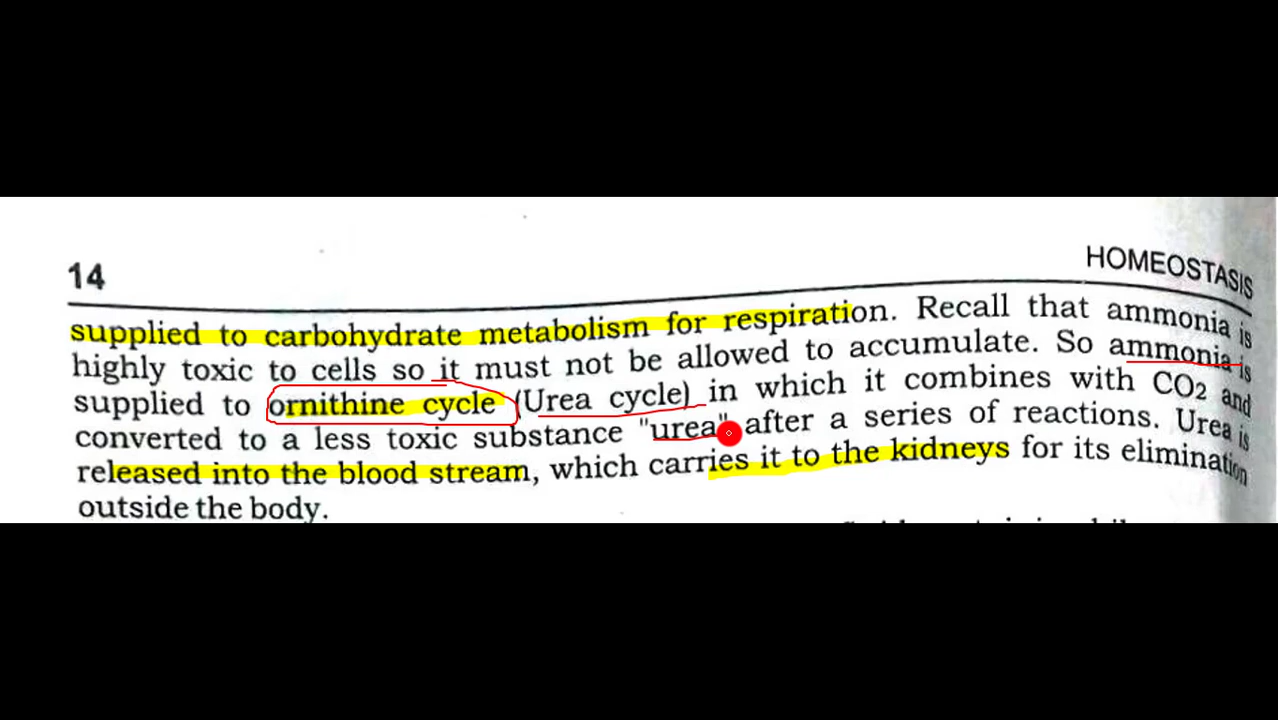 14
HOMEOSTASIS
supplied to carbohydrate metabolism for respiration. Recall that ammonia is
highly toxic to cells so it must not be allowed to accumulate. So ammonia is
supplied to ornithine cycle (Urea cycle) in which it combines with CO2 and
converted to a less toxic substance "urea" after a series of reactions. Urea is
released into the blood stream, which carries it to the kidneys for its elimination
outside the body.